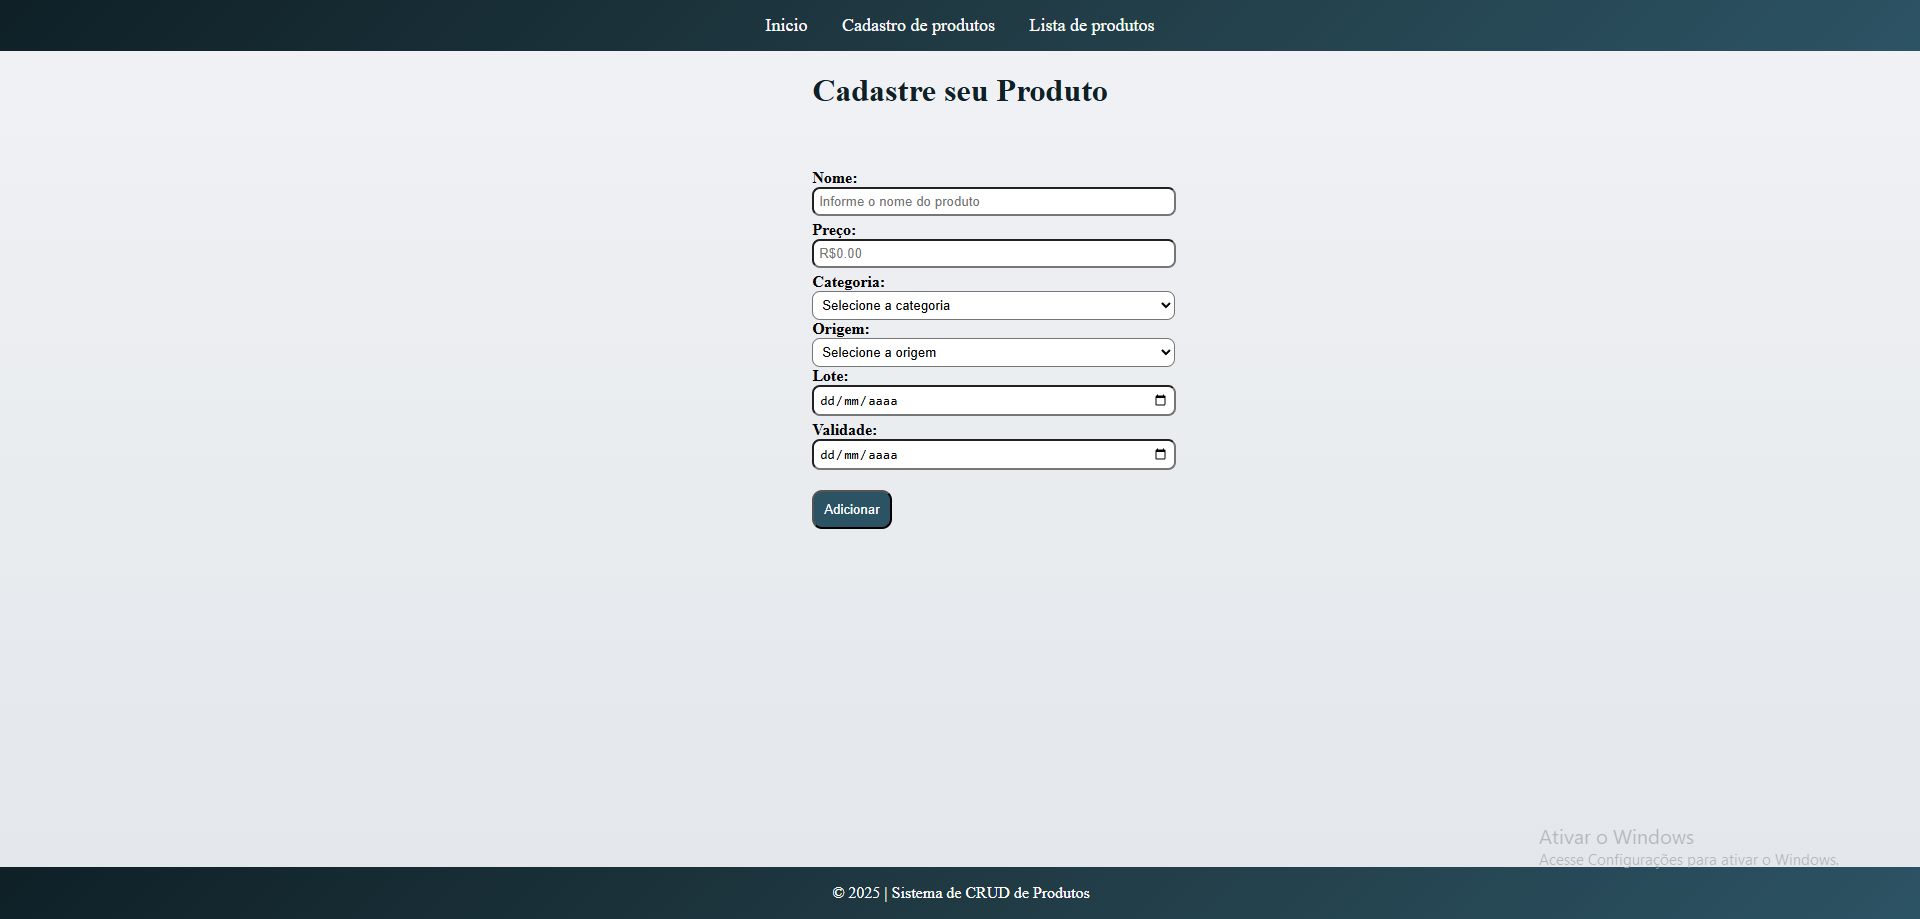 Inicio Cadastro de produtos Lista de produtos
Cadastre seu Produto
Nome:
Informe o nome do produto
Preço:
R$0.00
Categoria:
Selecione a categoria
Origem:
Selecione a origem
Lote:
dd/mm/aaaa
Validade:
dd/mm/aaaa
Adicionar
Ativar o Windows
Acesse Configurações para ativar o Windows.
© 2025 | Sistema de CRUD de Produtos